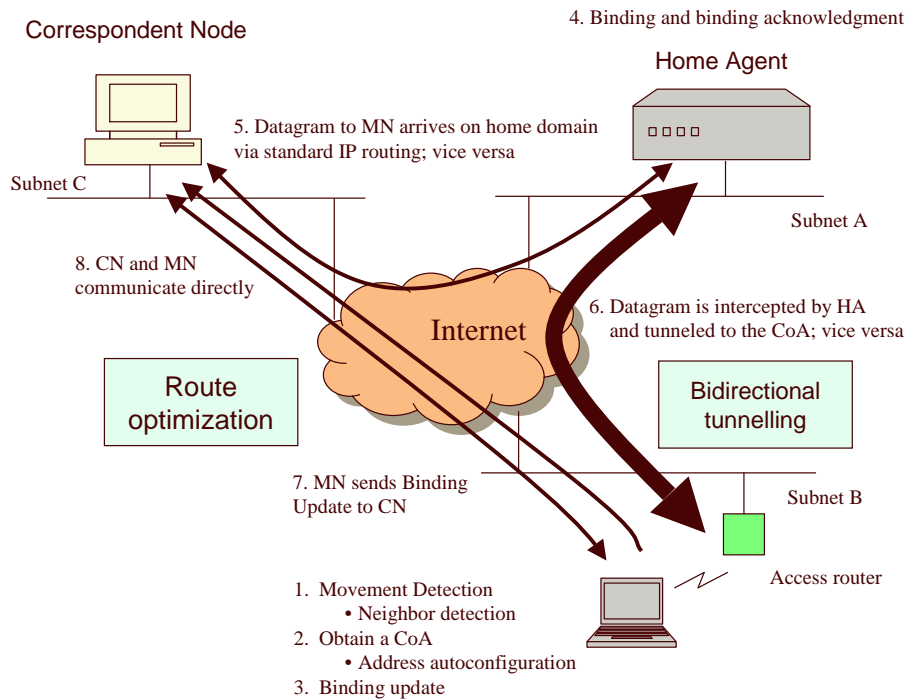 4. Binding and binding acknowledgment
Correspondent Node
Home Agent
5. Datagram to MN arrives on home domain
via standard IP routing; vice versa
Subnet C
Subnet A
8. CN and MN
communicate directly
Internet
6. Datagram is intercepted by HA
and tunneled to the CoA; vice versa
Route
optimization
Bidirectional
tunnelling
7. MN sends Binding
Update to CN
Subnet B
Access router
1. Movement Detection
• Neighbor detection
2. Obtain a CoA
• Address autoconfiguration
3. Binding update